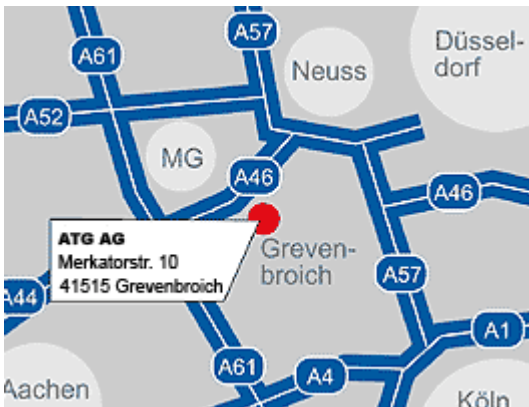 A61
A57
Düssel-
dorf
Neuss
A52
MG
A46
A46
ATG AG
Merkatorstr. 10
41515 Grevenbroich
Greven-
broich
A57
A44
A1
A61
A4
Aachen
Köln